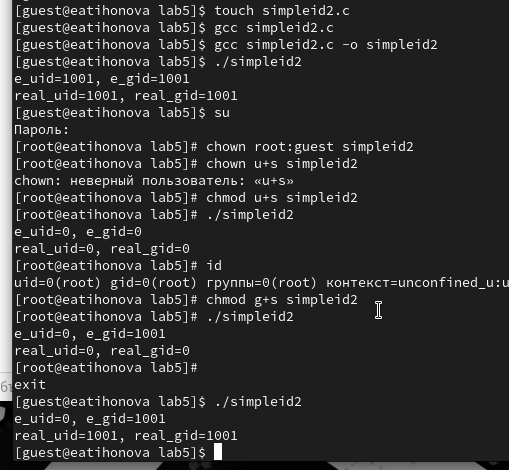 [guest@eatihonova lab5]$ touch simpleid2.c
[guest@eatihonova lab5]$ gcc simpleid2.c
[guest@eatihonova lab5]$ gcc simpleid2.c -o simpleid2
[guest@eatihonova lab5]$ ./simpleid2
e_uid=1001, e_gid=1001
real_uid=1001, real_gid=1001
[guest@eatihonova lab5]$ su
Пароль:
[root@eatihonova lab5]# chown root:guest simpleid2
[root@eatihonova lab5]# chown u+s simpleid2
chown: неверный пользователь: «u+s»
[root@eatihonova lab5]# chmod u+s simpleid2
[root@eatihonova lab5]# ./simpleid2
e_uid=0, e_gid=0
real_uid=0, real_gid=0
[root@eatihonova lab5]# id
uid=0(root) gid=0(root) группы=0(root) контекст=unconfined_u:u
[root@eatihonova lab5]# chmod g+s simpleid2
[root@eatihonova lab5]# ./simpleid2
e_uid=0, e_gid=1001
real_uid=0, real_gid=0
[root@eatihonova lab5]#
exit
[guest@eatihonova lab5]$ ./simpleid2
e_uid=0, e_gid=1001
real_uid=1001, real_gid=1001
[guest@eatihonova lab5]$